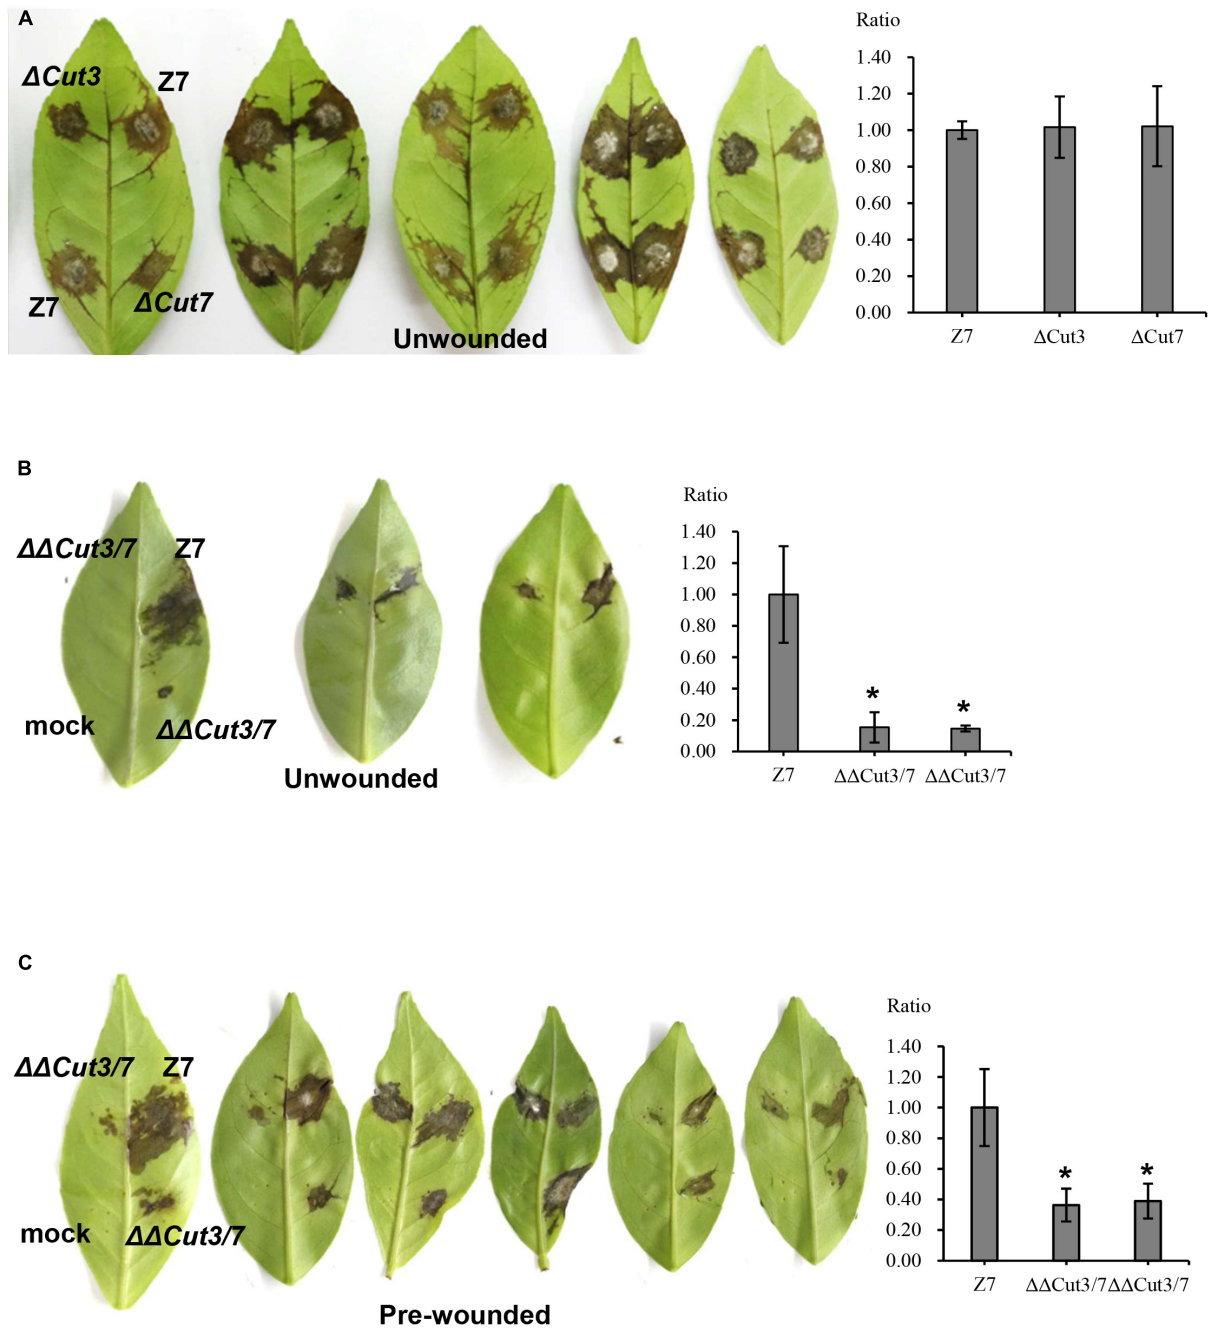 A
ΔCut3
Z7
Z7
ΔCut7
Unwounded
Ratio
1.40
1.20
1.00
0.80
0.60
0.40
0.20
0.00
Z7 ΔCut3 ΔCut7
B
ΔΔCut3/7 Z7
mock ΔΔCut3/7
Unwounded
Ratio
1.40
1.20
1.00
0.80
0.60
0.40
0.20
0.00
* *
Z7 ΔΔCut3/7 ΔΔCut3/7
C
ΔΔCut3/7 Z7
mock ΔΔCut3/7
Pre-wounded
Ratio
1.40
1.20
1.00
0.80
0.60
0.40
0.20
0.00
* *
Z7 ΔΔCut3/7 ΔΔCut3/7